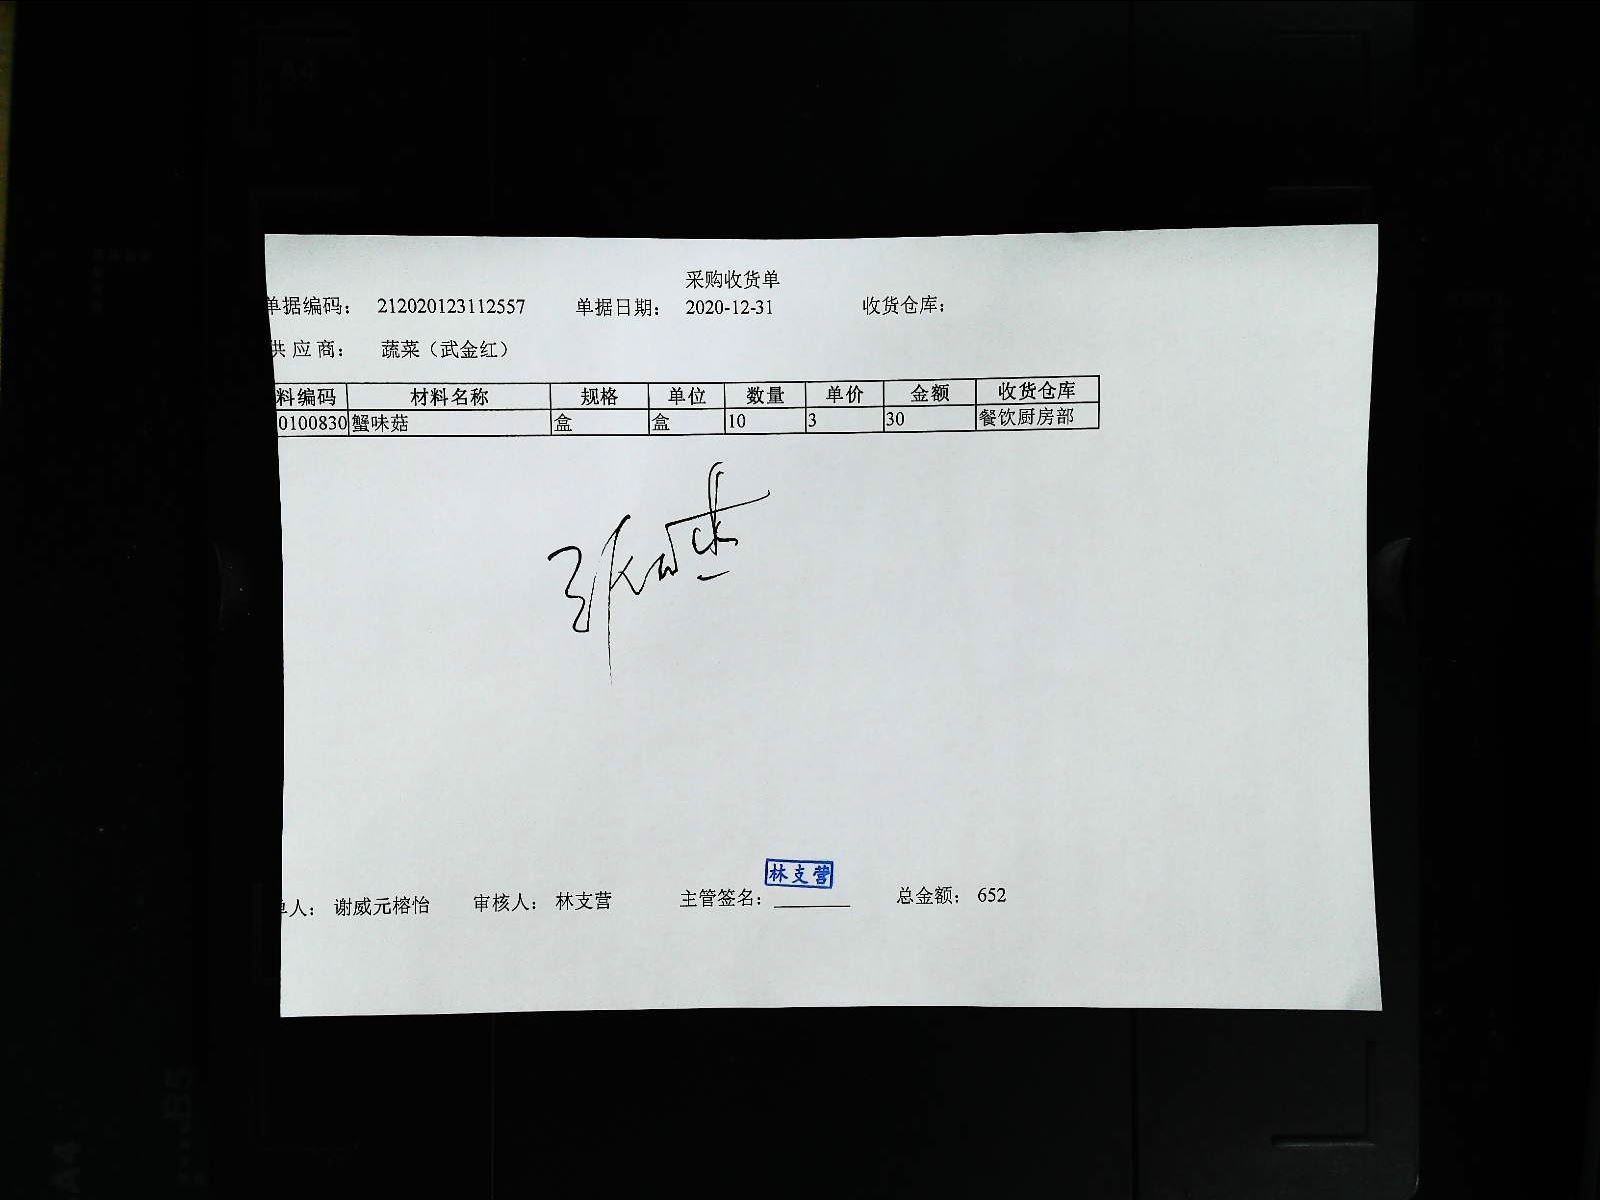 采购收货单
单据编码： 212020123112557 单据日期： 2020-12-31 收货仓库：
供应商： 蔬菜（武金红）
料编码 材料名称 规格 单位 数量 单价 金额 收货仓库
0100830 蟹味菇 盒 盒 10 3 30 餐饮厨房部
林支营
单人： 谢威元榕怡 审核人： 林支营 主管签名： 总金额： 652